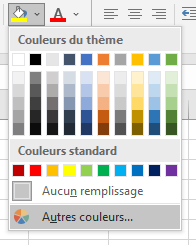 A
Couleurs du thème
Couleurs standard
Aucun remplissage
Autres couleurs...